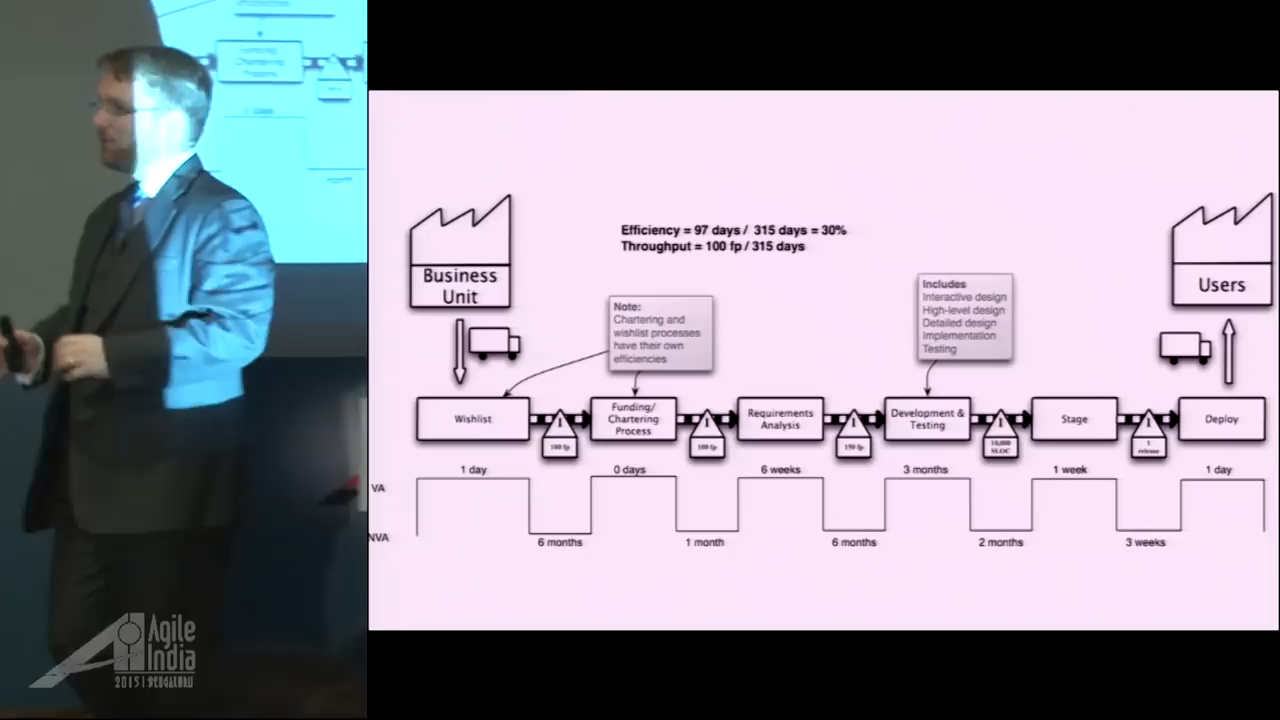 Efficiency = 97 days / 315 days = 30%
Throughput = 100 fp / 315 days
Business
Unit
Users
Note:
Chartering and
wishlist processes
have their own
efficiencies
Includes
Interactive design
High-level design
Detailed design
Implementation
Testing
Wishlist
I
100 fp
Funding/
Chartering
Process
I
100 fp
Requirements
Analysis
I
150 fp
Development &
Testing
I
10,000
SLOC
Stage
I
1
release
Deploy
1 day
0 days
6 weeks
3 months
1 week
1 day
VA
NVA
6 months
1 month
6 months
2 months
3 weeks
Agile
India
2015 | BENGALURU